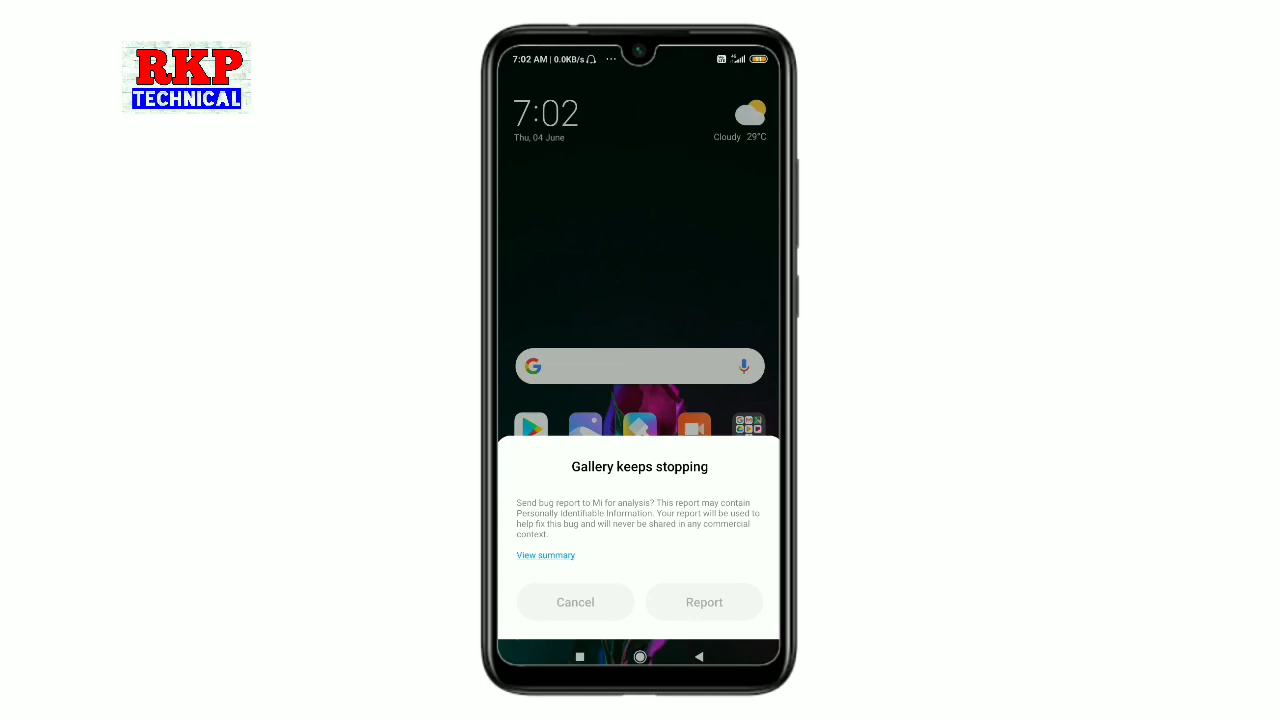 RKP
TECHNICAL
7:02 AM | 0.0KB/s
7:02
Thu, 04 June
Cloudy 29°C
Gallery keeps stopping
Send bug report to Mi for analysis? This report may contain
Personally Identifiable Information. Your report will be used to
help fix this bug and will never be shared in any commercial
context.
View summary
Cancel
Report